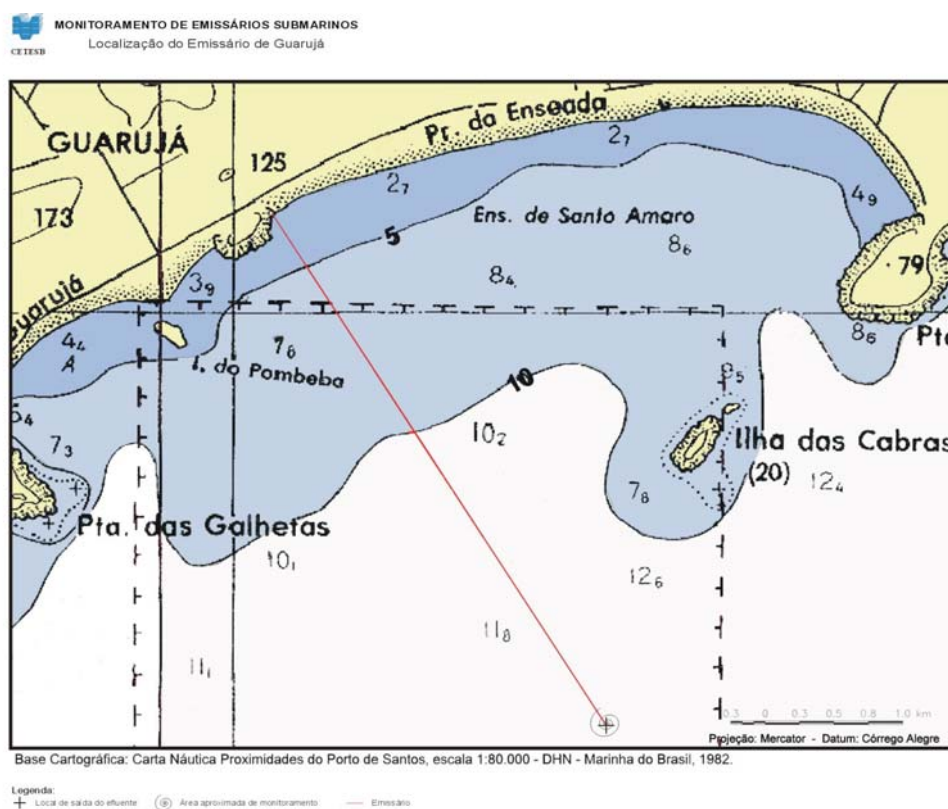 MONITORAMENTO DE EMISSÁRIOS SUBMARINOS
Localização do Emissário de Guarujá
CETESB
GUARUJÁ
Pr. da Enseada
2₇
125
2₇
4₉
173
Ens. de Santo Amaro
5
8₆
79
3₉
8₄
Guarujá
4₄
A
7₈
8₆
Pta
I. do Pombeba
10
7₃
10₂
Ilha das Cabras
(20)
12₄
7₈
Pta. das Galhetas
10₁
12₆
11₈
11₁
0.3 0 0.3 0.5 0.8 1.0 km
Projeção: Mercator - Datum: Córrego Alegre
Base Cartográfica: Carta Náutica Proximidades do Porto de Santos, escala 1:80.000 - DHN - Marinha do Brasil, 1982.
Legenda:
Local de saída do efluente Área aproximada de monitoramento Emissário